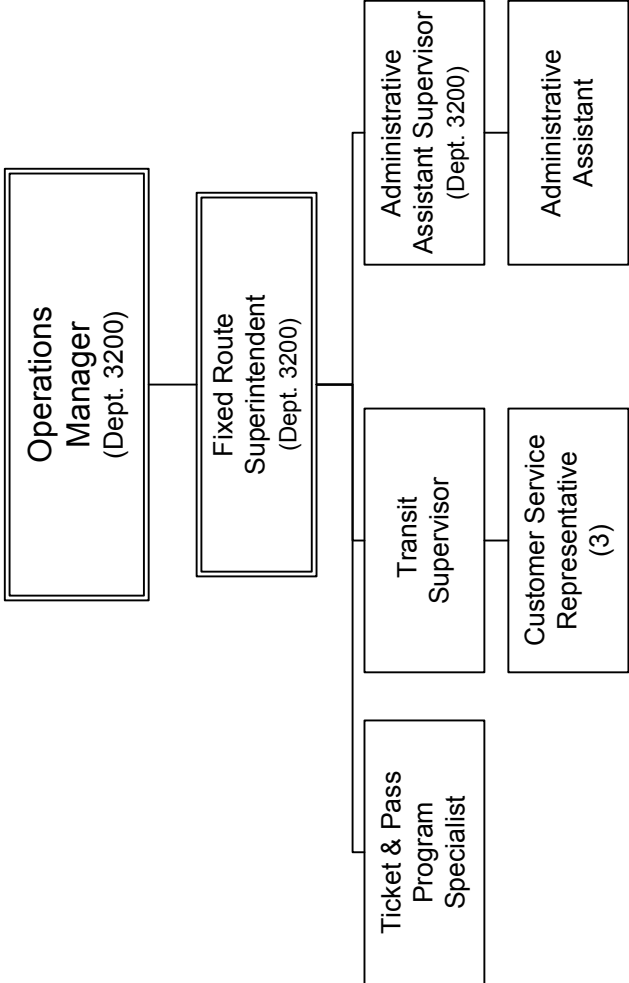 Operations
Manager
(Dept. 3200)
Fixed Route
Superintendent
(Dept. 3200)
Ticket & Pass
Program
Specialist
Transit
Supervisor
Administrative
Assistant Supervisor
(Dept. 3200)
Customer Service
Representative
(3)
Administrative
Assistant